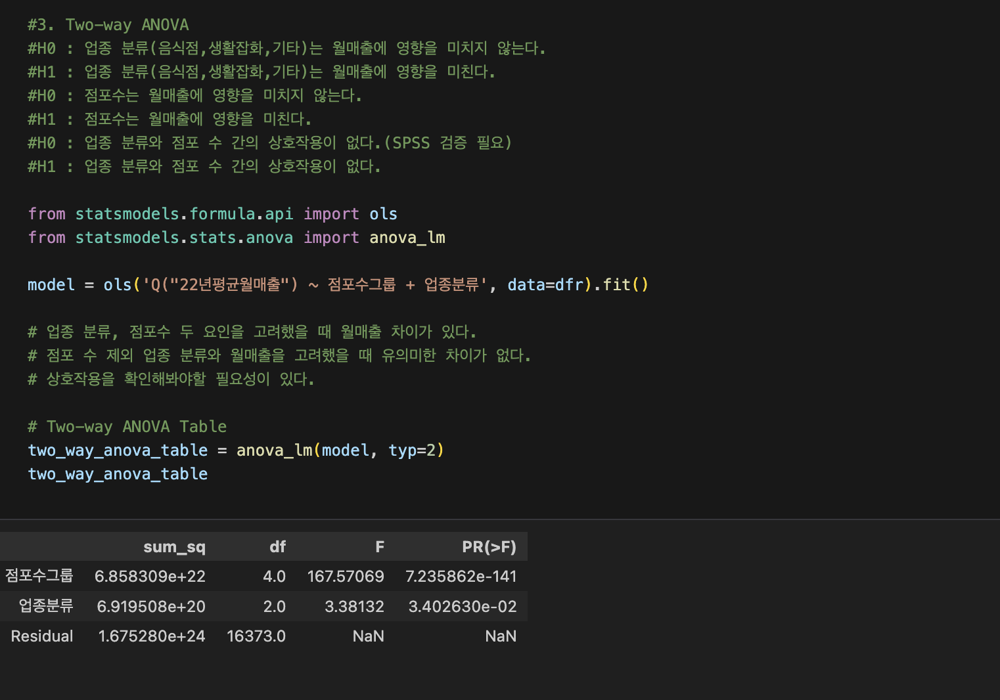 #3. Two-way ANOVA
#H0 : 업종 분류(음식점,생활잡화,기타)는 월매출에 영향을 미치지 않는다.
#H1 : 업종 분류(음식점,생활잡화,기타)는 월매출에 영향을 미친다.
#H0 : 점포수는 월매출에 영향을 미치지 않는다.
#H1 : 점포수는 월매출에 영향을 미친다.
#H0 : 업종 분류와 점포 수 간의 상호작용이 없다.(SPSS 검증 필요)
#H1 : 업종 분류와 점포 수 간의 상호작용이 없다.
from statsmodels.formula.api import ols
from statsmodels.stats.anova import anova_lm
model = ols('Q("22년평균월매출") ~ 점포수그룹 + 업종분류', data=dfr).fit()
# 업종 분류, 점포수 두 요인을 고려했을 때 월매출 차이가 있다.
# 점포 수 제외 업종 분류와 월매출을 고려했을 때 유의미한 차이가 없다.
# 상호작용을 확인해봐야할 필요성이 있다.
# Two-way ANOVA Table
two_way_anova_table = anova_lm(model, typ=2)
two_way_anova_table
sum_sq df F PR(>F)
점포수그룹 6.858309e+22 4.0 167.57069 7.235862e-141
업종분류 6.919508e+20 2.0 3.38132 3.402630e-02
Residual 1.675280e+24 16373.0 NaN NaN